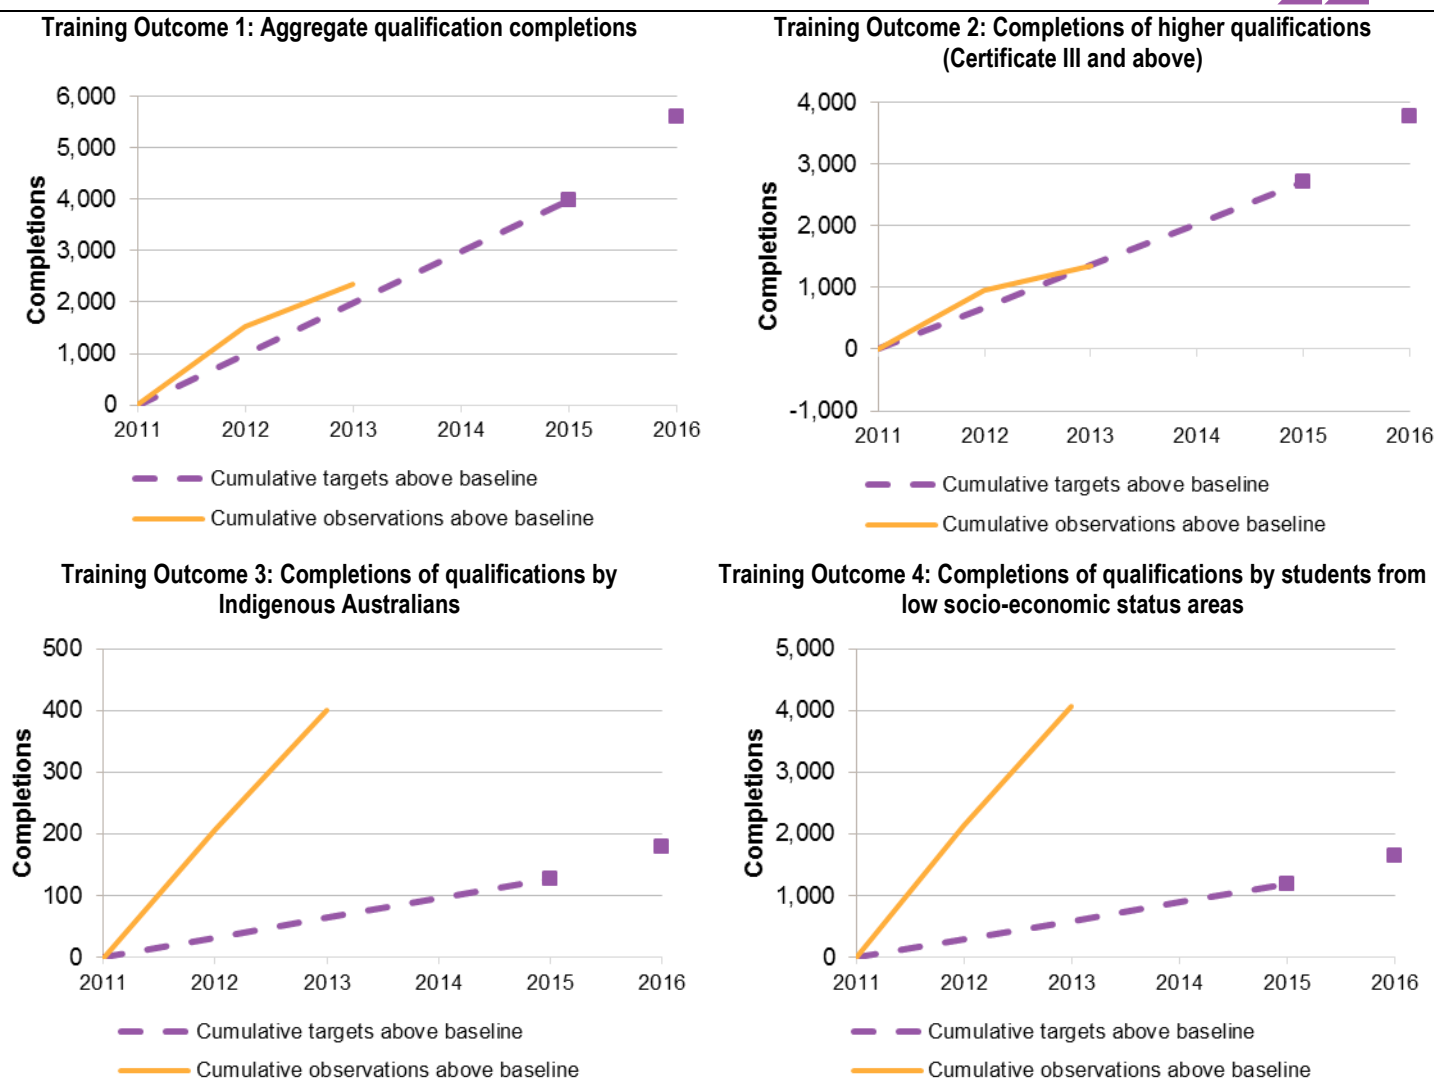 Training Outcome 1: Aggregate qualification completions
6,000
5,000
4,000
3,000
2,000
1,000
0
Completions
2011 2012 2013 2014 2015 2016
Cumulative targets above baseline
Cumulative observations above baseline
Training Outcome 2: Completions of higher qualifications
(Certificate III and above)
4,000
3,000
2,000
1,000
0
-1,000
Completions
2011 2012 2013 2014 2015 2016
Cumulative targets above baseline
Cumulative observations above baseline
Training Outcome 3: Completions of qualifications by
Indigenous Australians
500
400
300
200
100
0
Completions
2011 2012 2013 2014 2015 2016
Cumulative targets above baseline
Cumulative observations above baseline
Training Outcome 4: Completions of qualifications by students from
low socio-economic status areas
5,000
4,000
3,000
2,000
1,000
0
Completions
2011 2012 2013 2014 2015 2016
Cumulative targets above baseline
Cumulative observations above baseline